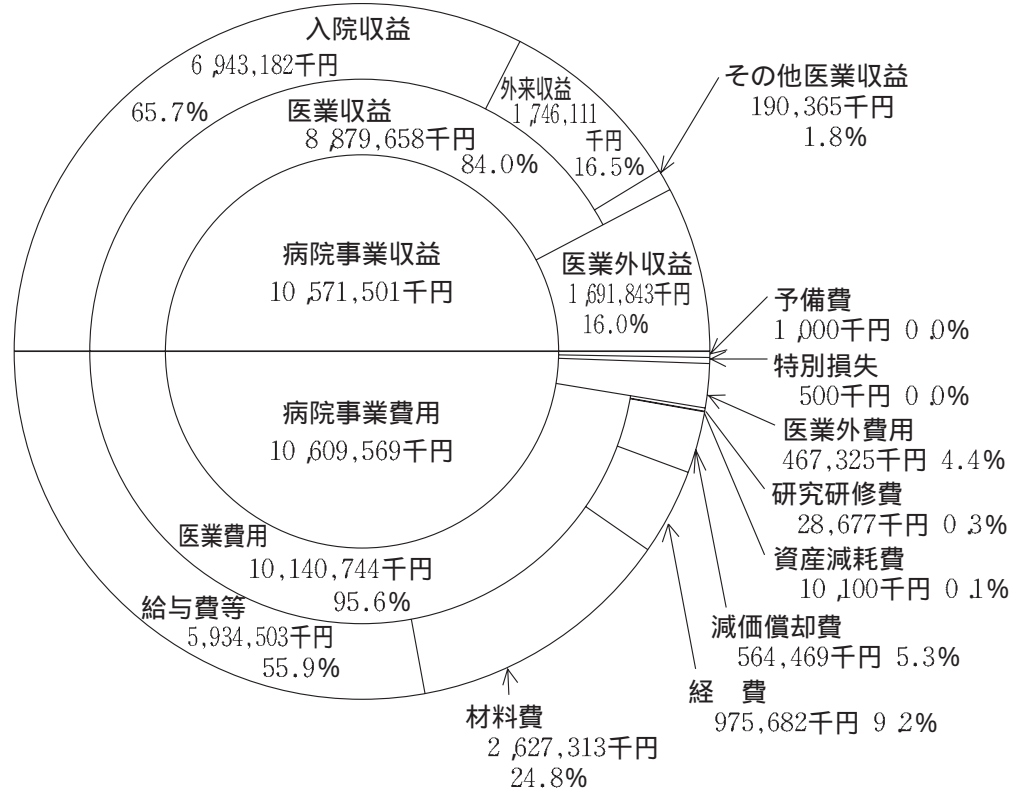 入院収益
6,943,182千円
65.7%
外来収益
1,746,111
千円
16.5%
その他医業収益
190,365千円
1.8%
医業収益
8,879,658千円
84.0%
病院事業収益
10,571,501千円
医業外収益
1,691,843千円
16.0%
予備費
1,000千円 0.0%
特別損失
500千円 0.0%
医業外費用
467,325千円 4.4%
研究研修費
28,677千円 0.3%
資産減耗費
10,100千円 0.1%
減価償却費
564,469千円 5.3%
経 費
975,682千円 9.2%
病院事業費用
10,609,569千円
医業費用
10,140,744千円
95.6%
給与費等
5,934,503千円
55.9%
材料費
2,627,313千円
24.8%